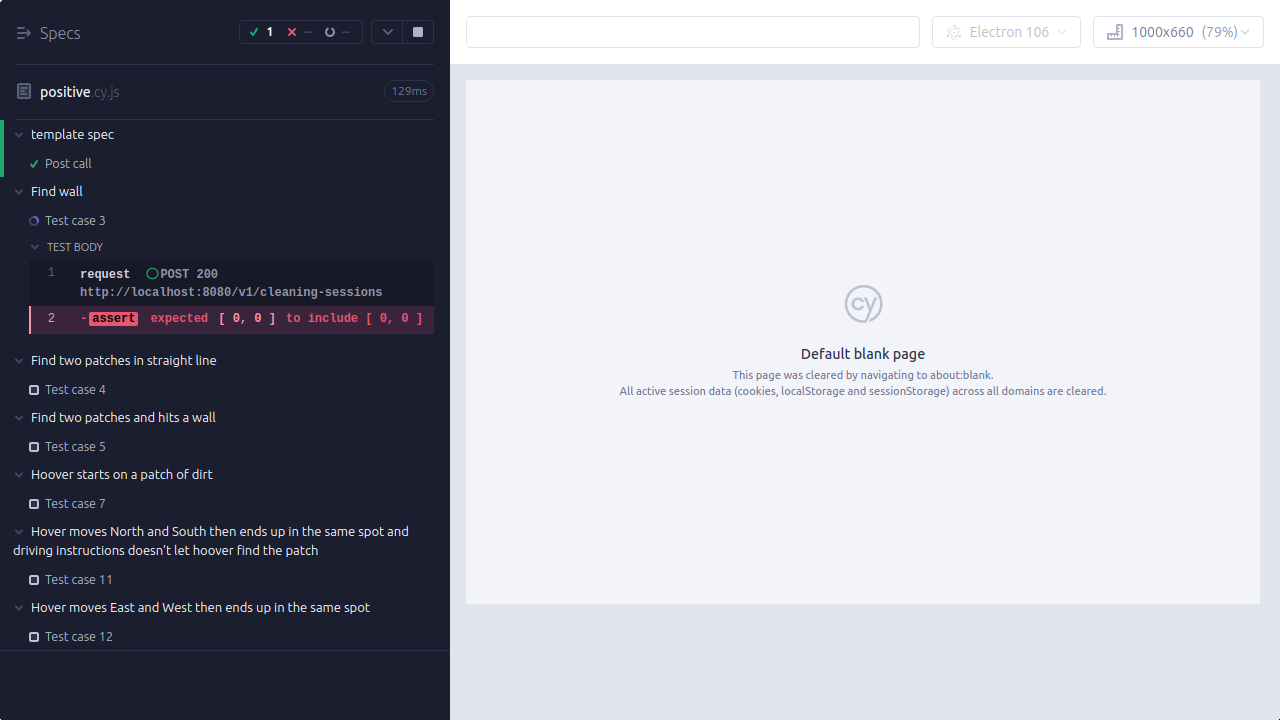 Specs
1
--
--
Electron 106
1000x660 (79%)
positive.cy.js
129ms
template spec
Post call
Find wall
Test case 3
TEST BODY
1 request POST 200
http://localhost:8080/v1/cleaning-sessions
2 -assert expected [ 0, 0 ] to include [ 0, 0 ]
Find two patches in straight line
Test case 4
Find two patches and hits a wall
Test case 5
Hoover starts on a patch of dirt
Test case 7
Hover moves North and South then ends up in the same spot and
driving instructions doesn't let hoover find the patch
Test case 11
Hover moves East and West then ends up in the same spot
Test case 12
cy
Default blank page
This page was cleared by navigating to about:blank.
All active session data (cookies, localStorage and sessionStorage) across all domains are cleared.